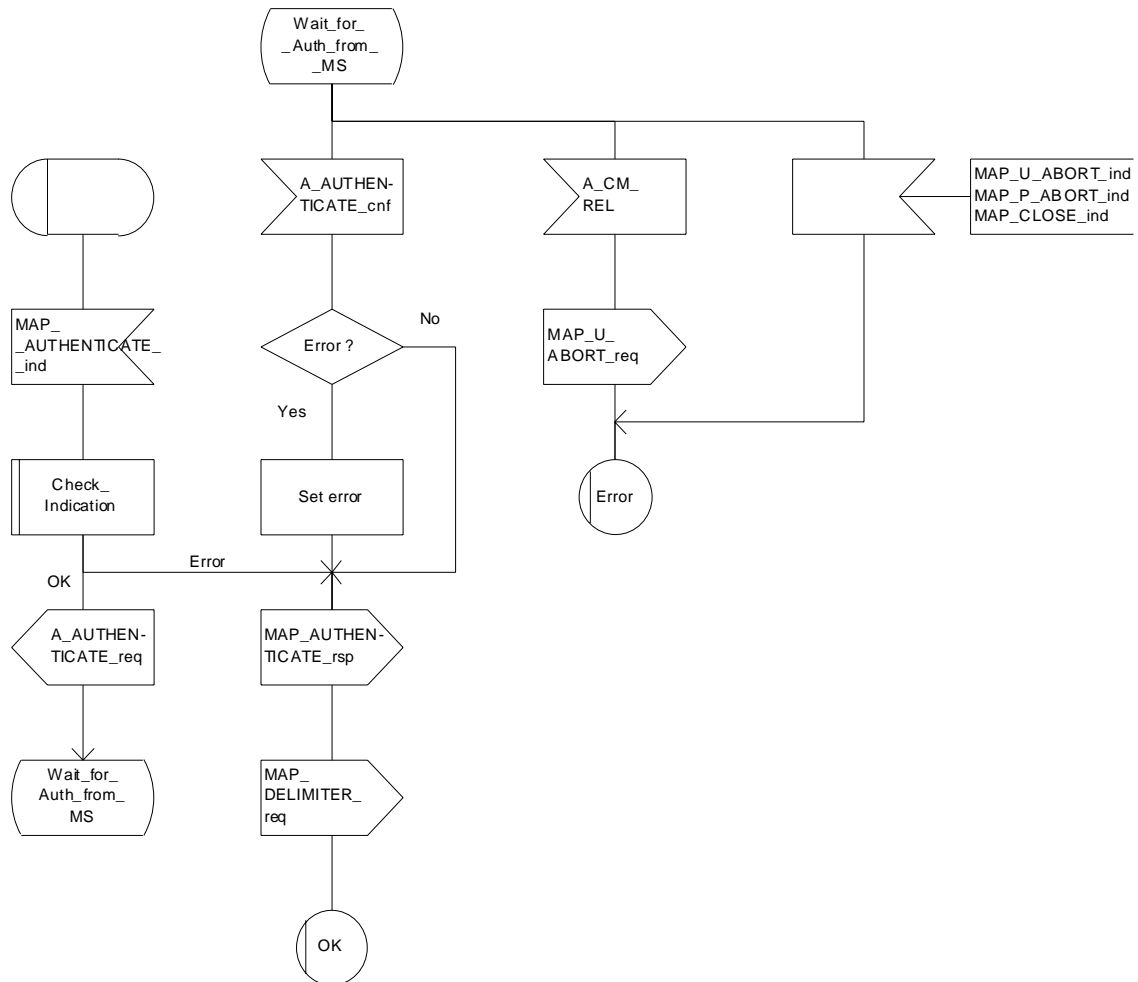 Wait_for_
_Auth_from_
_MS
A_AUTHEN-
TICATE_cnf
A_CM_
REL
MAP_U_ABORT_ind
MAP_P_ABORT_ind
MAP_CLOSE_ind
MAP_
_AUTHENTICATE_
_ind
Error ?
No
MAP_U_
ABORT_req
Yes
Check_
Indication
Set error
Error
Error
OK
A_AUTHEN-
TICATE_req
MAP_AUTHEN-
TICATE_rsp
Wait_for_
Auth_from_
MS
MAP_
DELIMITER_
req
OK